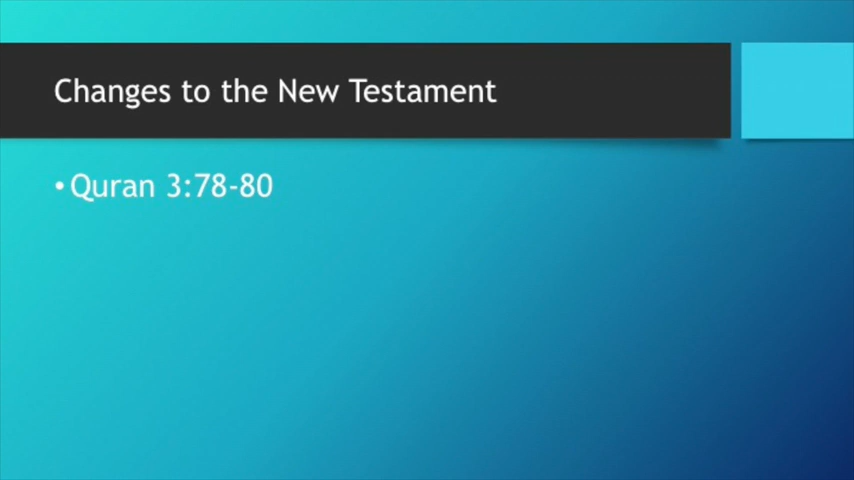 Changes to the New Testament
• Quran 3:78-80